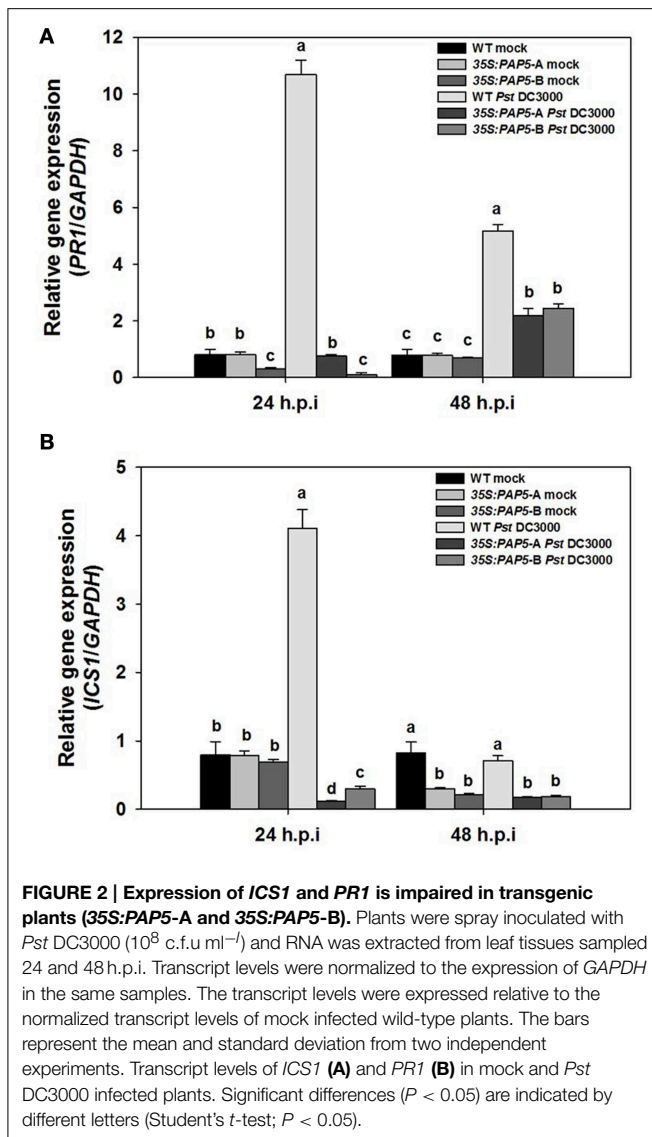 A
Relative gene expression
(PR1/GAPDH)
12
10
8
6
4
2
0
WT mock
35S:PAP5-A mock
35S:PAP5-B mock
WT Pst DC3000
35S:PAP5-A Pst DC3000
35S:PAP5-B Pst DC3000
b b c a b c
c c c a b b
24 h.p.i 48 h.p.i
B
Relative gene expression
(ICS1/GAPDH)
5
4
3
2
1
0
WT mock
35S:PAP5-A mock
35S:PAP5-B mock
WT Pst DC3000
35S:PAP5-A Pst DC3000
35S:PAP5-B Pst DC3000
b b b a d c
a b b a b b
24 h.p.i 48 h.p.i
FIGURE 2 | Expression of ICS1 and PR1 is impaired in transgenic
plants (35S:PAP5-A and 35S:PAP5-B). Plants were spray inoculated with
Pst DC3000 (10⁸ c.f.u ml⁻ˡ) and RNA was extracted from leaf tissues sampled
24 and 48 h.p.i. Transcript levels were normalized to the expression of GAPDH
in the same samples. The transcript levels were expressed relative to the
normalized transcript levels of mock infected wild-type plants. The bars
represent the mean and standard deviation from two independent
experiments. Transcript levels of ICS1 (A) and PR1 (B) in mock and Pst
DC3000 infected plants. Significant differences (P < 0.05) are indicated by
different letters (Student's t-test; P < 0.05).